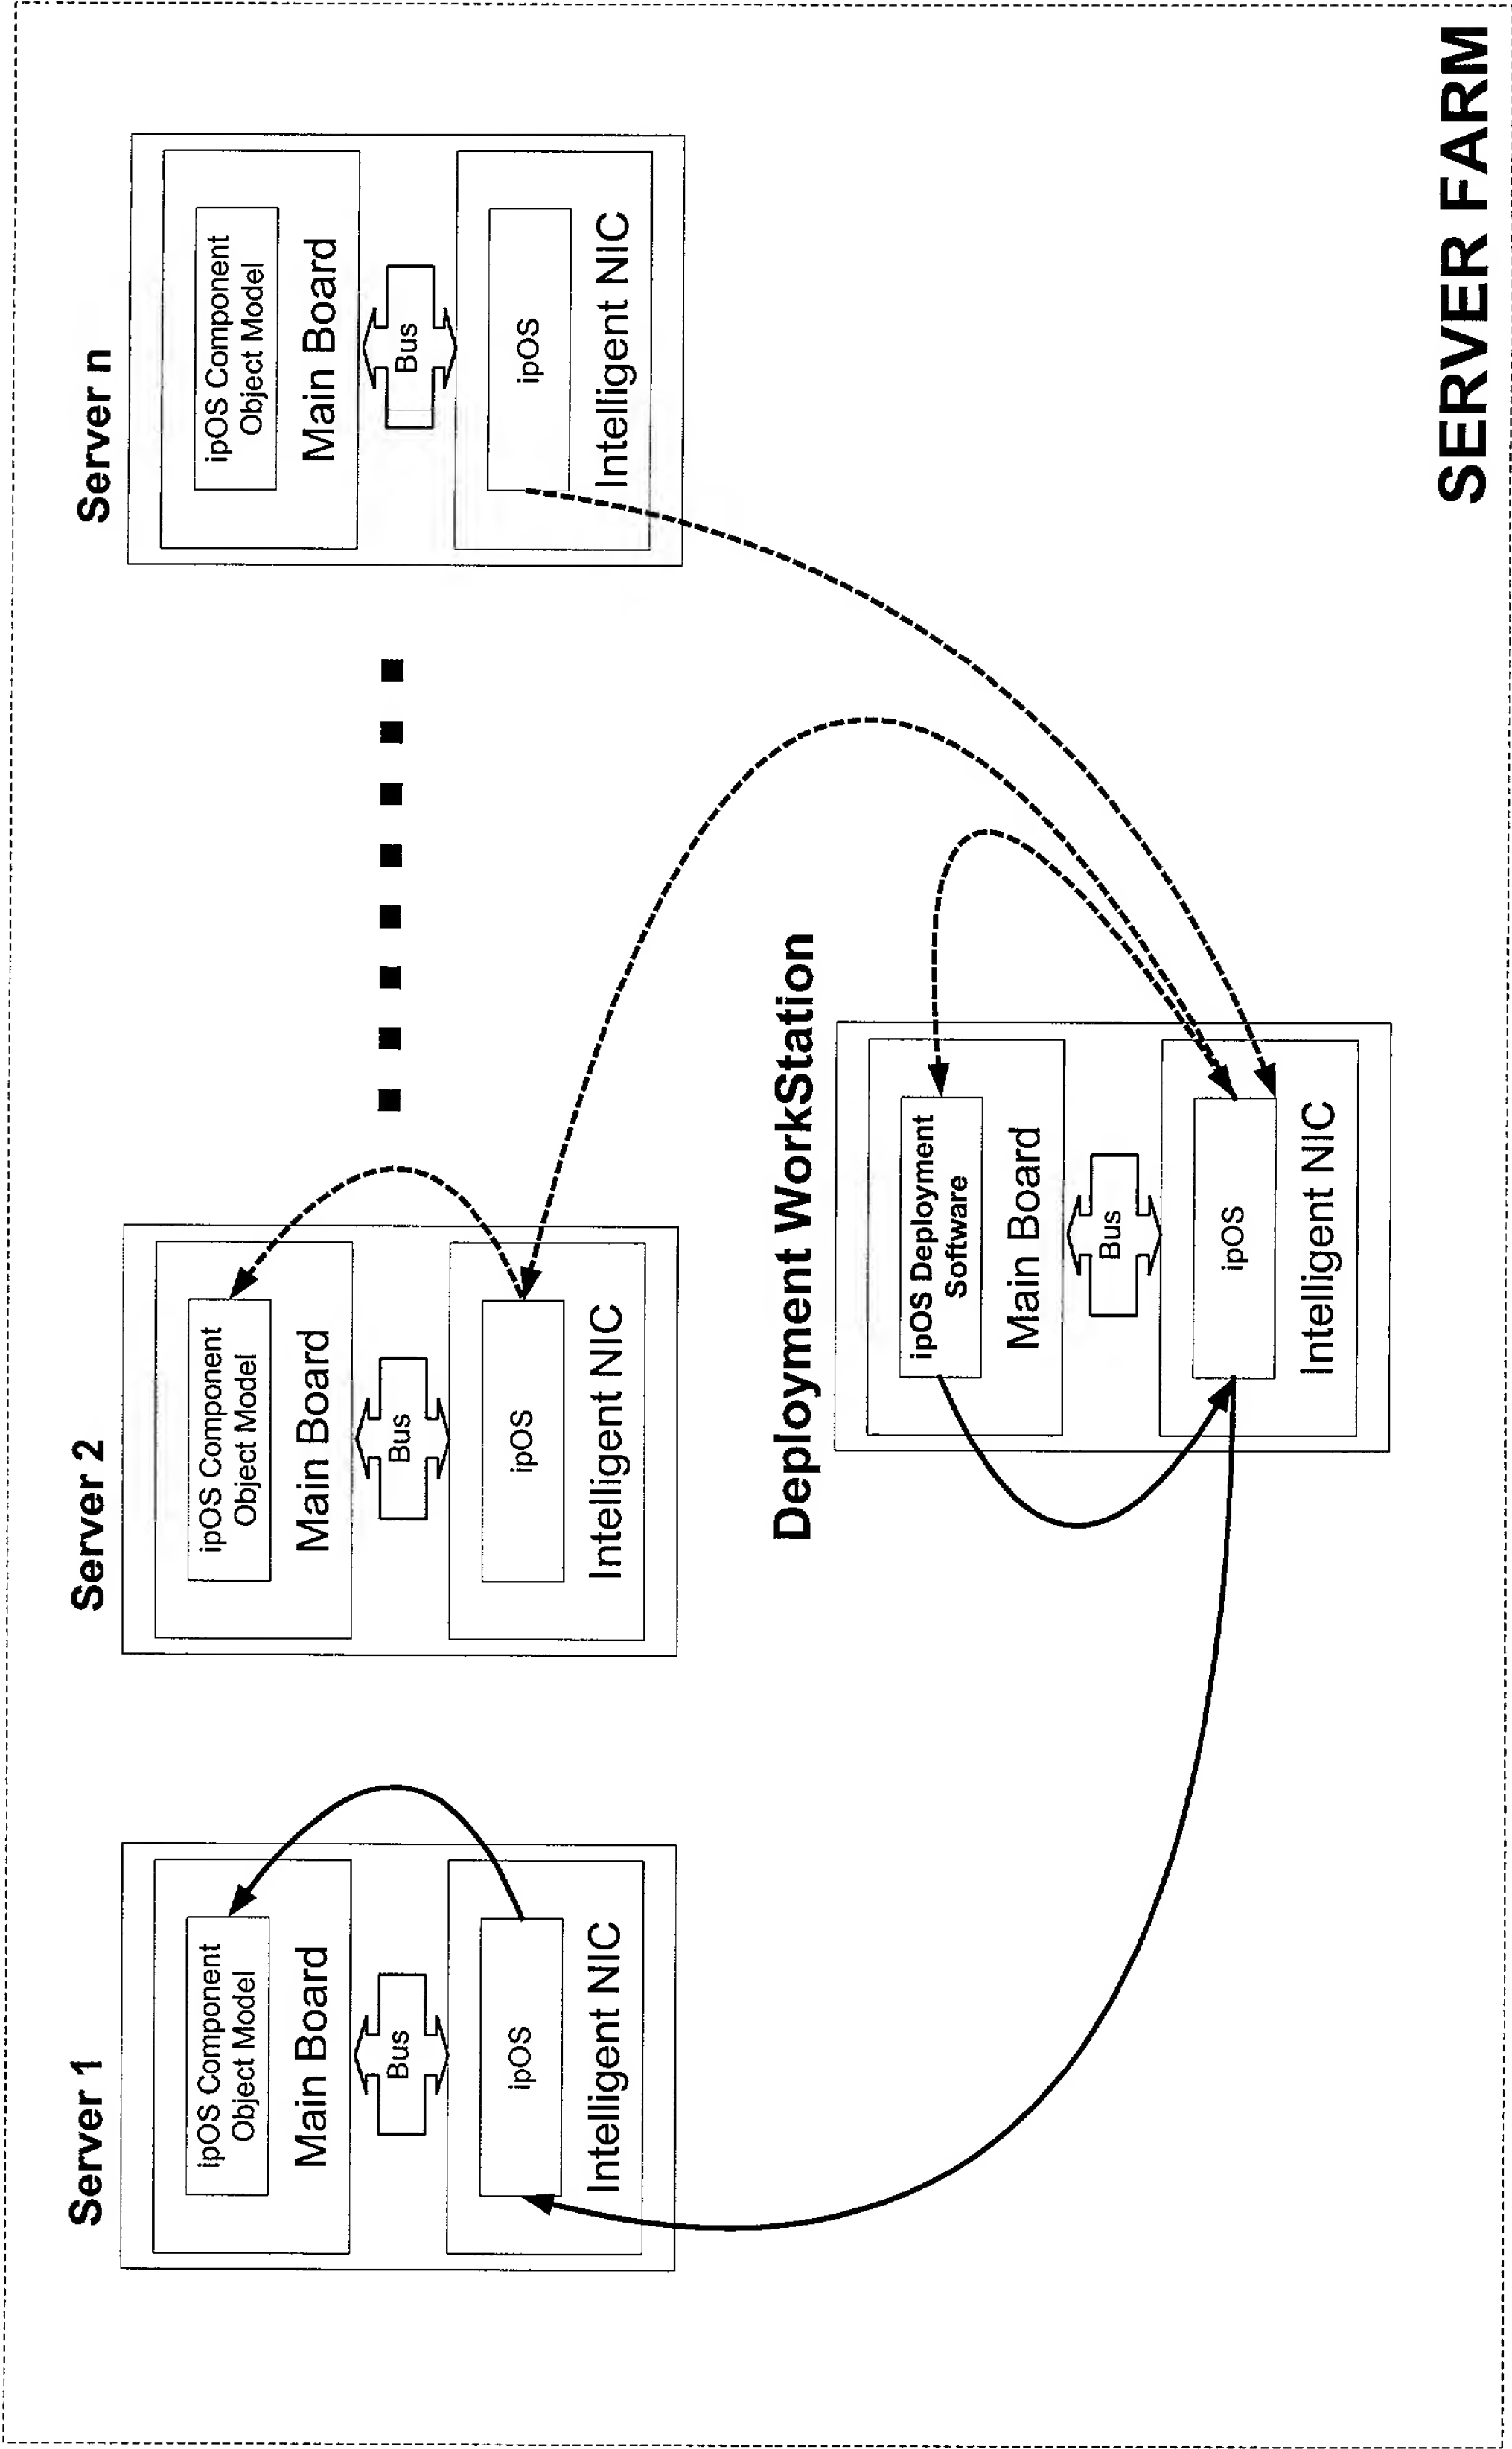 Server 1
ipOS Component
Object Model
Main Board
Bus
ipOS
Intelligent NIC
Server 2
ipOS Component
Object Model
Main Board
Bus
ipOS
Intelligent NIC
Server n
ipOS Component
Object Model
Main Board
Bus
ipOS
Intelligent NIC
Deployment WorkStation
ipOS Deployment
Software
Main Board
Bus
ipOS
Intelligent NIC
SERVER FARM